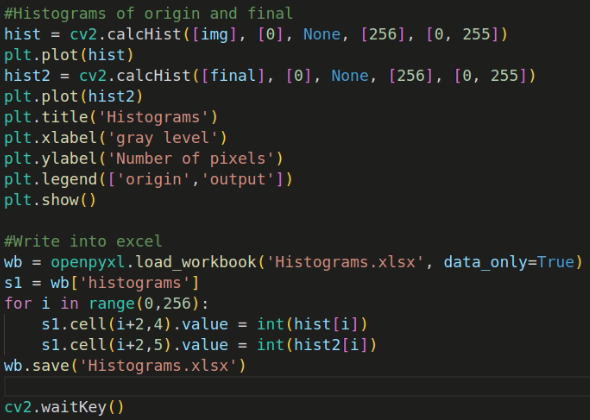 #Histograms of origin and final
hist = cv2.calcHist([img], [0], None, [256], [0, 255])
plt.plot(hist)
hist2 = cv2.calcHist([final], [0], None, [256], [0, 255])
plt.plot(hist2)
plt.title('Histograms')
plt.xlabel('gray level')
plt.ylabel('Number of pixels')
plt.legend(['origin','output'])
plt.show()

#Write into excel
wb = openpyxl.load_workbook('Histograms.xlsx', data_only=True)
s1 = wb['histograms']
for i in range(0,256):
    s1.cell(i+2,4).value = int(hist[i])
    s1.cell(i+2,5).value = int(hist2[i])
wb.save('Histograms.xlsx')

cv2.waitKey()